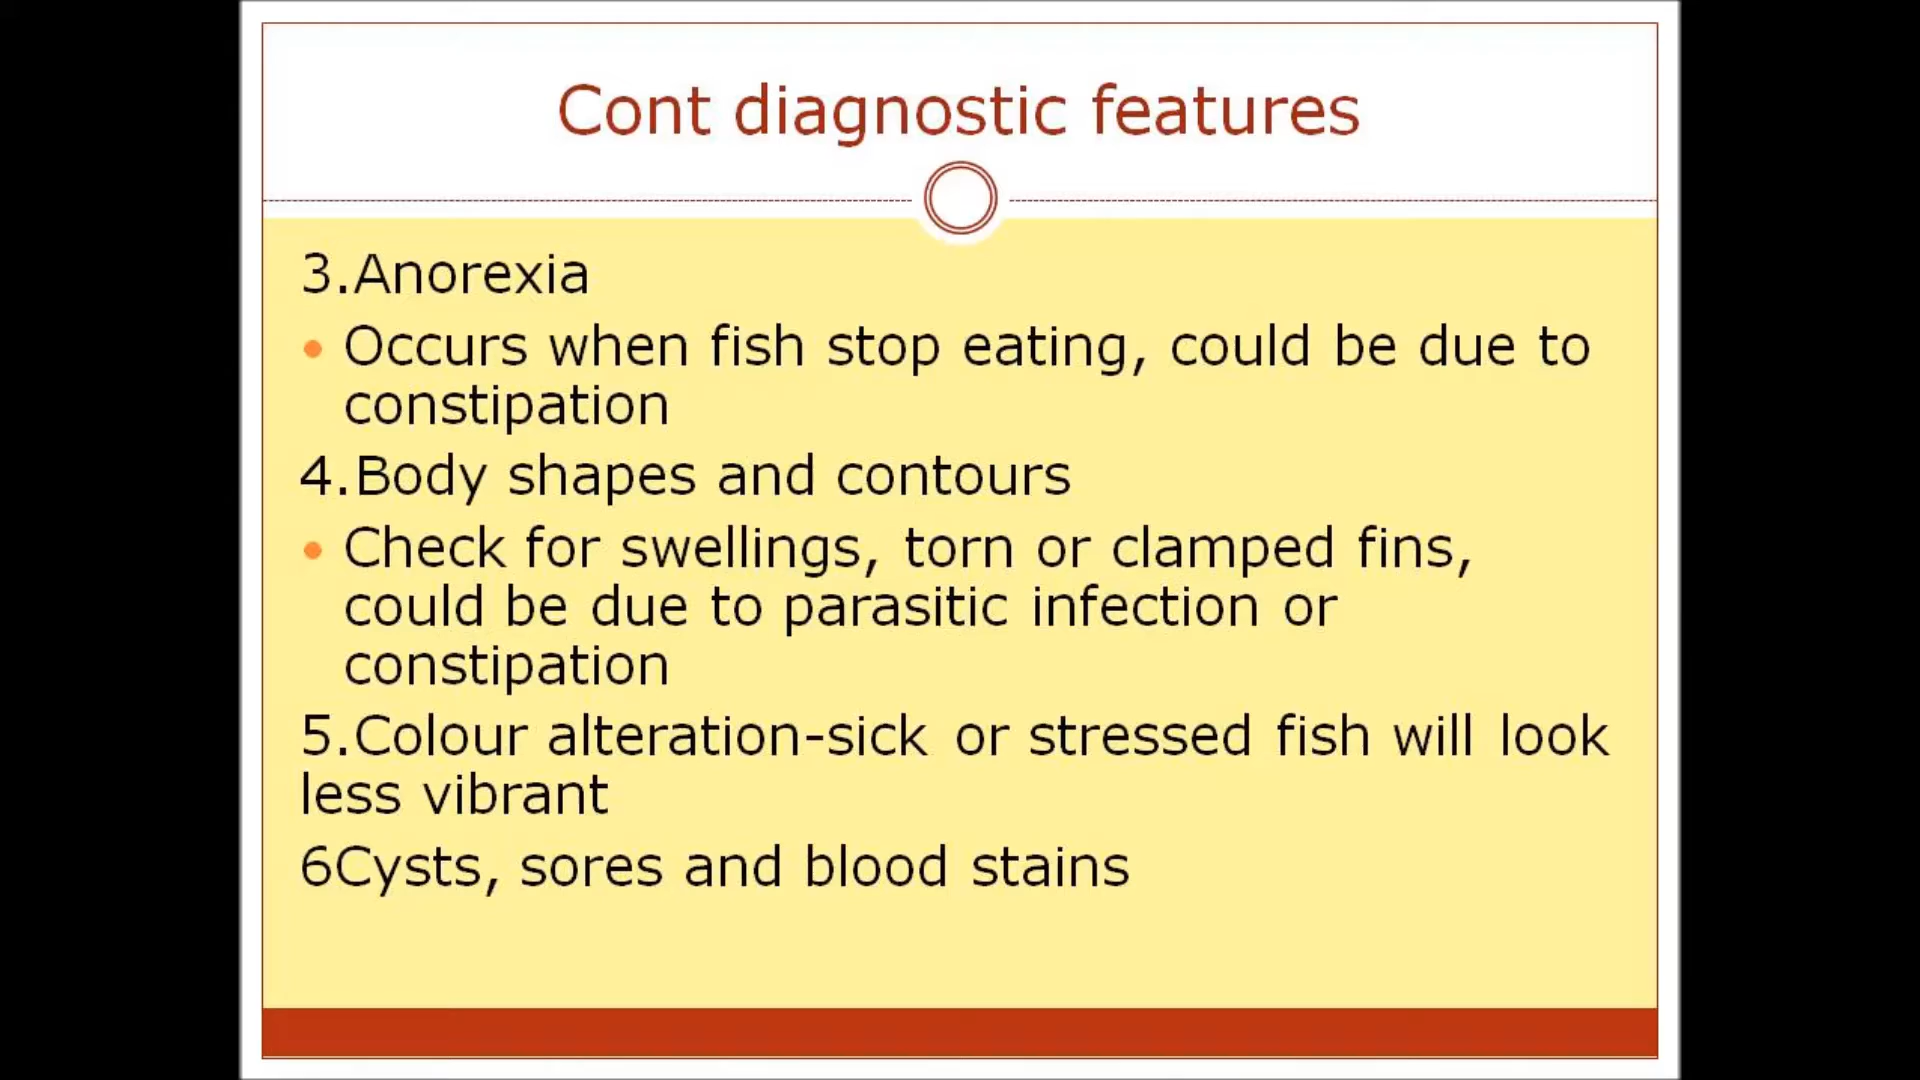 Cont diagnostic features
3.Anorexia
• Occurs when fish stop eating, could be due to
constipation
4.Body shapes and contours
• Check for swellings, torn or clamped fins,
could be due to parasitic infection or
constipation
5.Colour alteration-sick or stressed fish will look
less vibrant
6Cysts, sores and blood stains